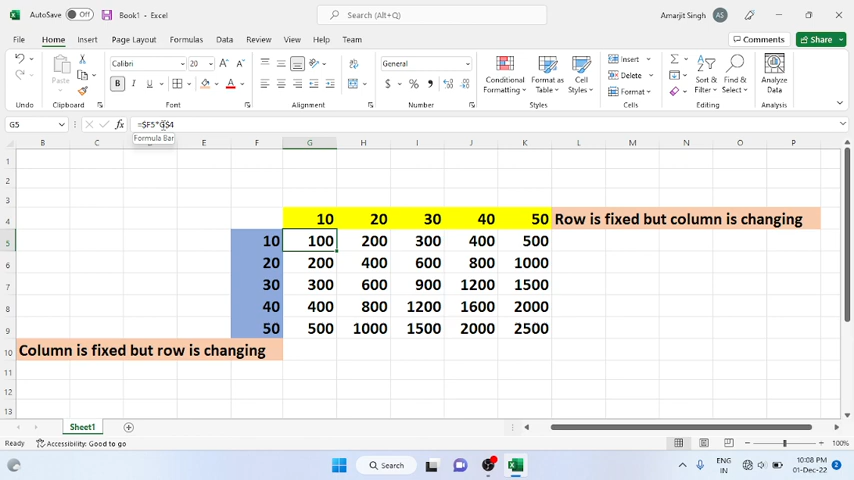 AutoSave Off Book1 - Excel Search (Alt+Q) Amarjit Singh AS
File Home Insert Page Layout Formulas Data Review View Help Team Comments Share
Calibri 20 General Insert
Paste Conditional Format as Cell Delete Sort & Find & Analyze
Formatting Table Styles Format Filter Select Data
Undo Clipboard Font Alignment Number Styles Cells Editing Analysis
G5 fx =$F5*G$4
Formula Bar
B C E F G H I J K L M N O P
1
2
3
4 10 20 30 40 50 Row is fixed but column is changing
5 10 100 200 300 400 500
6 20 200 400 600 800 1000
7 30 300 600 900 1200 1500
8 40 400 800 1200 1600 2000
9 50 500 1000 1500 2000 2500
10 Column is fixed but row is changing
11
12
13
Sheet1
Ready Accessibility: Good to go 100%
Search ENG IN 10:08 PM 01-Dec-22 2